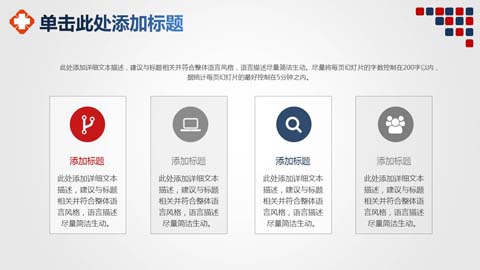 单击此处添加标题
此处添加详细文本描述，建议与标题相关并符合整体语言风格，语言描述尽量简洁生动。尽量将每页幻灯片的字数控制在200字以内，
据统计每页幻灯片的最好控制在5分钟之内。
添加标题
此处添加详细文本
描述，建议与标题
相关并符合整体语
言风格，语言描述
尽量简洁生动。
添加标题
此处添加详细文本
描述，建议与标题
相关并符合整体语
言风格，语言描述
尽量简洁生动。
添加标题
此处添加详细文本
描述，建议与标题
相关并符合整体语
言风格，语言描述
尽量简洁生动。
添加标题
此处添加详细文本
描述，建议与标题
相关并符合整体语
言风格，语言描述
尽量简洁生动。